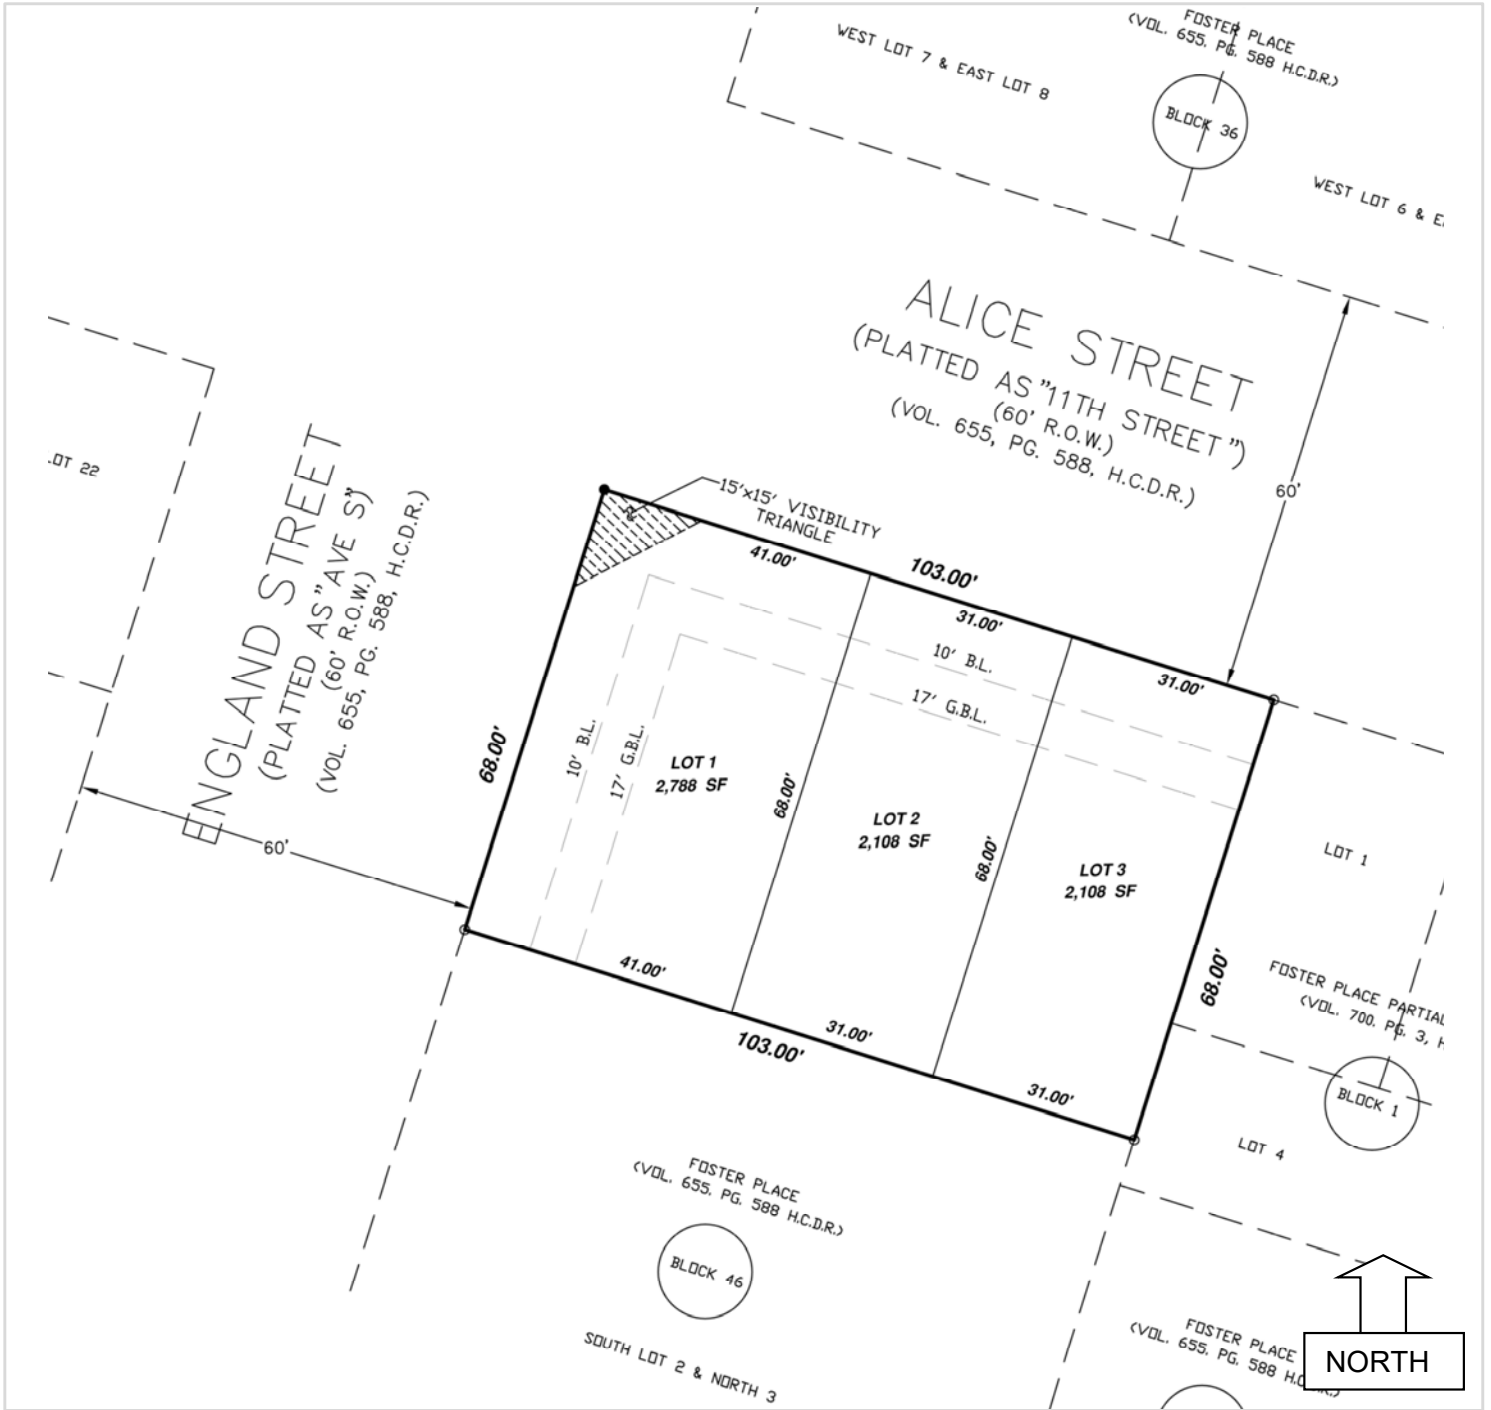 FOSTER PLACE
(VOL. 655, PG. 588 H.C.D.R.)
WEST LOT 7 & EAST LOT 8
BLOCK 36
WEST LOT 6 &
ALICE STREET
(PLATTED AS "11TH STREET")
(60' R.O.W.)
(VOL. 655, PG. 588, H.C.D.R.)
60'
LOT 22
ENGLAND STREET
(PLATTED AS "AVE S")
(60' R.O.W.)
(VOL. 655, PG. 588, H.C.D.R.)
60'
15'x15' VISIBILITY
TRIANGLE
41.00'
103.00'
31.00'
31.00'
10' B.L.
17' G.B.L.
68.00'
10' B.L.
17' G.B.L.
LOT 1
2,788 SF
68.00'
LOT 2
2,108 SF
68.00'
LOT 3
2,108 SF
68.00'
41.00'
103.00'
31.00'
31.00'
LOT 1
FOSTER PLACE PARTIAL
(VOL. 700, PG. 3,
BLOCK 1
LOT 4
FOSTER PLACE
(VOL. 655, PG. 588 H.C.D.R.)
BLOCK 46
SOUTH LOT 2 & NORTH 3
FOSTER PLACE
(VOL. 655, PG. 588
NORTH